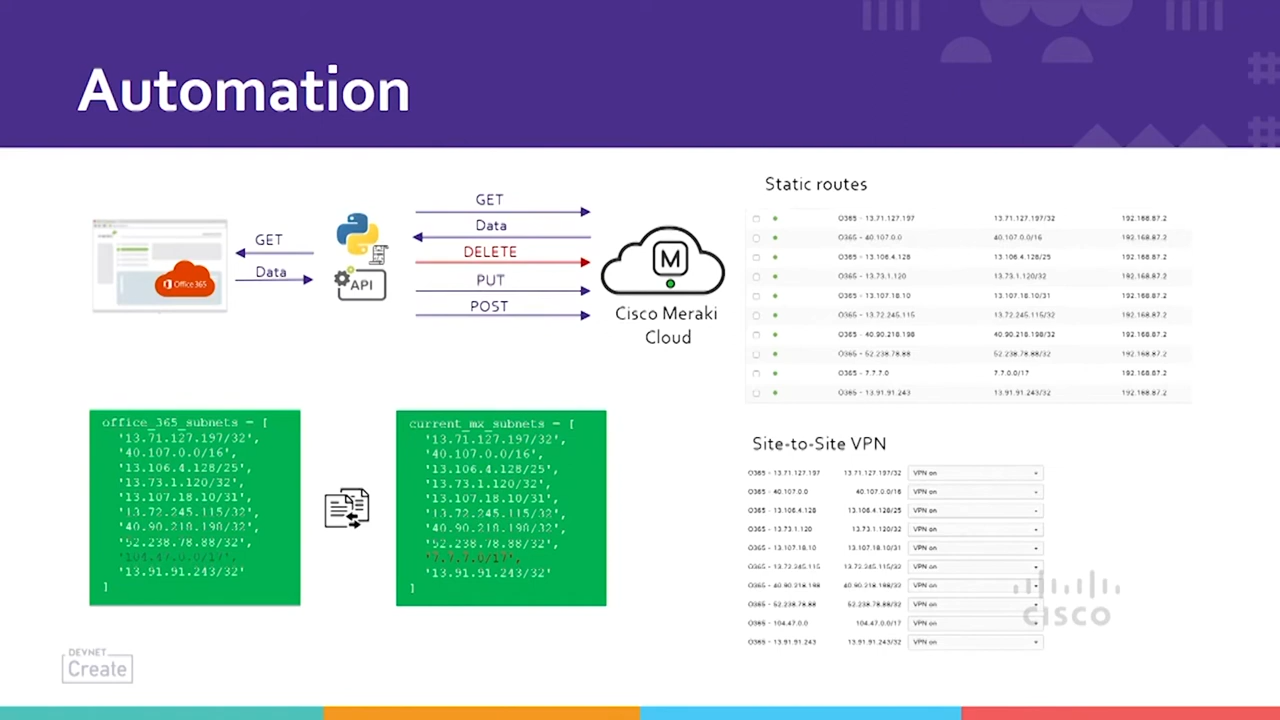 Automation
GET
Data
Office 365
API
GET
Data
DELETE
PUT
POST
M
Cisco Meraki
Cloud
Static routes
O365 - 13.71.127.197 13.71.127.197/32 192.168.87.2
O365 - 40.107.0.0 40.107.0.0/16 192.168.87.2
O365 - 13.106.4.128 13.106.4.128/25 192.168.87.2
O365 - 13.73.1.120 13.73.1.120/32 192.168.87.2
O365 - 13.107.18.10 13.107.18.10/31 192.168.87.2
O365 - 13.72.245.115 13.72.245.115/32 192.168.87.2
O365 - 40.90.218.198 40.90.218.198/32 192.168.87.2
O365 - 52.238.78.88 52.238.78.88/32 192.168.87.2
O365 - 7.7.7.0 7.7.0.0/17 192.168.87.2
O365 - 13.91.91.243 13.91.91.243/32 192.168.87.2
office_365_subnets = [
'13.71.127.197/32',
'40.107.0.0/16',
'13.106.4.128/25',
'13.73.1.120/32',
'13.107.18.10/31',
'13.72.245.115/32',
'40.90.218.198/32',
'52.238.78.88/32',
'104.47.0.0/17',
'13.91.91.243/32'
]
current_mx_subnets = [
'13.71.127.197/32',
'40.107.0.0/16',
'13.106.4.128/25',
'13.73.1.120/32',
'13.107.18.10/31',
'13.72.245.115/32',
'40.90.218.198/32',
'52.238.78.88/32',
'7.7.7.0/17',
'13.91.91.243/32'
]
Site-to-Site VPN
O365 - 13.71.127.197 13.71.127.197/32 VPN on
O365 - 40.107.0.0 40.107.0.0/16 VPN on
O365 - 13.106.4.128 13.106.4.128/25 VPN on
O365 - 13.73.1.120 13.73.1.120/32 VPN on
O365 - 13.107.18.10 13.107.18.10/31 VPN on
O365 - 13.72.245.115 13.72.245.115/32 VPN on
O365 - 40.90.218.198 40.90.218.198/32 VPN on
O365 - 52.238.78.88 52.238.78.88/32 VPN on
O365 - 104.47.0.0 104.47.0.0/17 VPN on
O365 - 13.91.91.243 13.91.91.243/32 VPN on
CISCO
DEVNET
Create